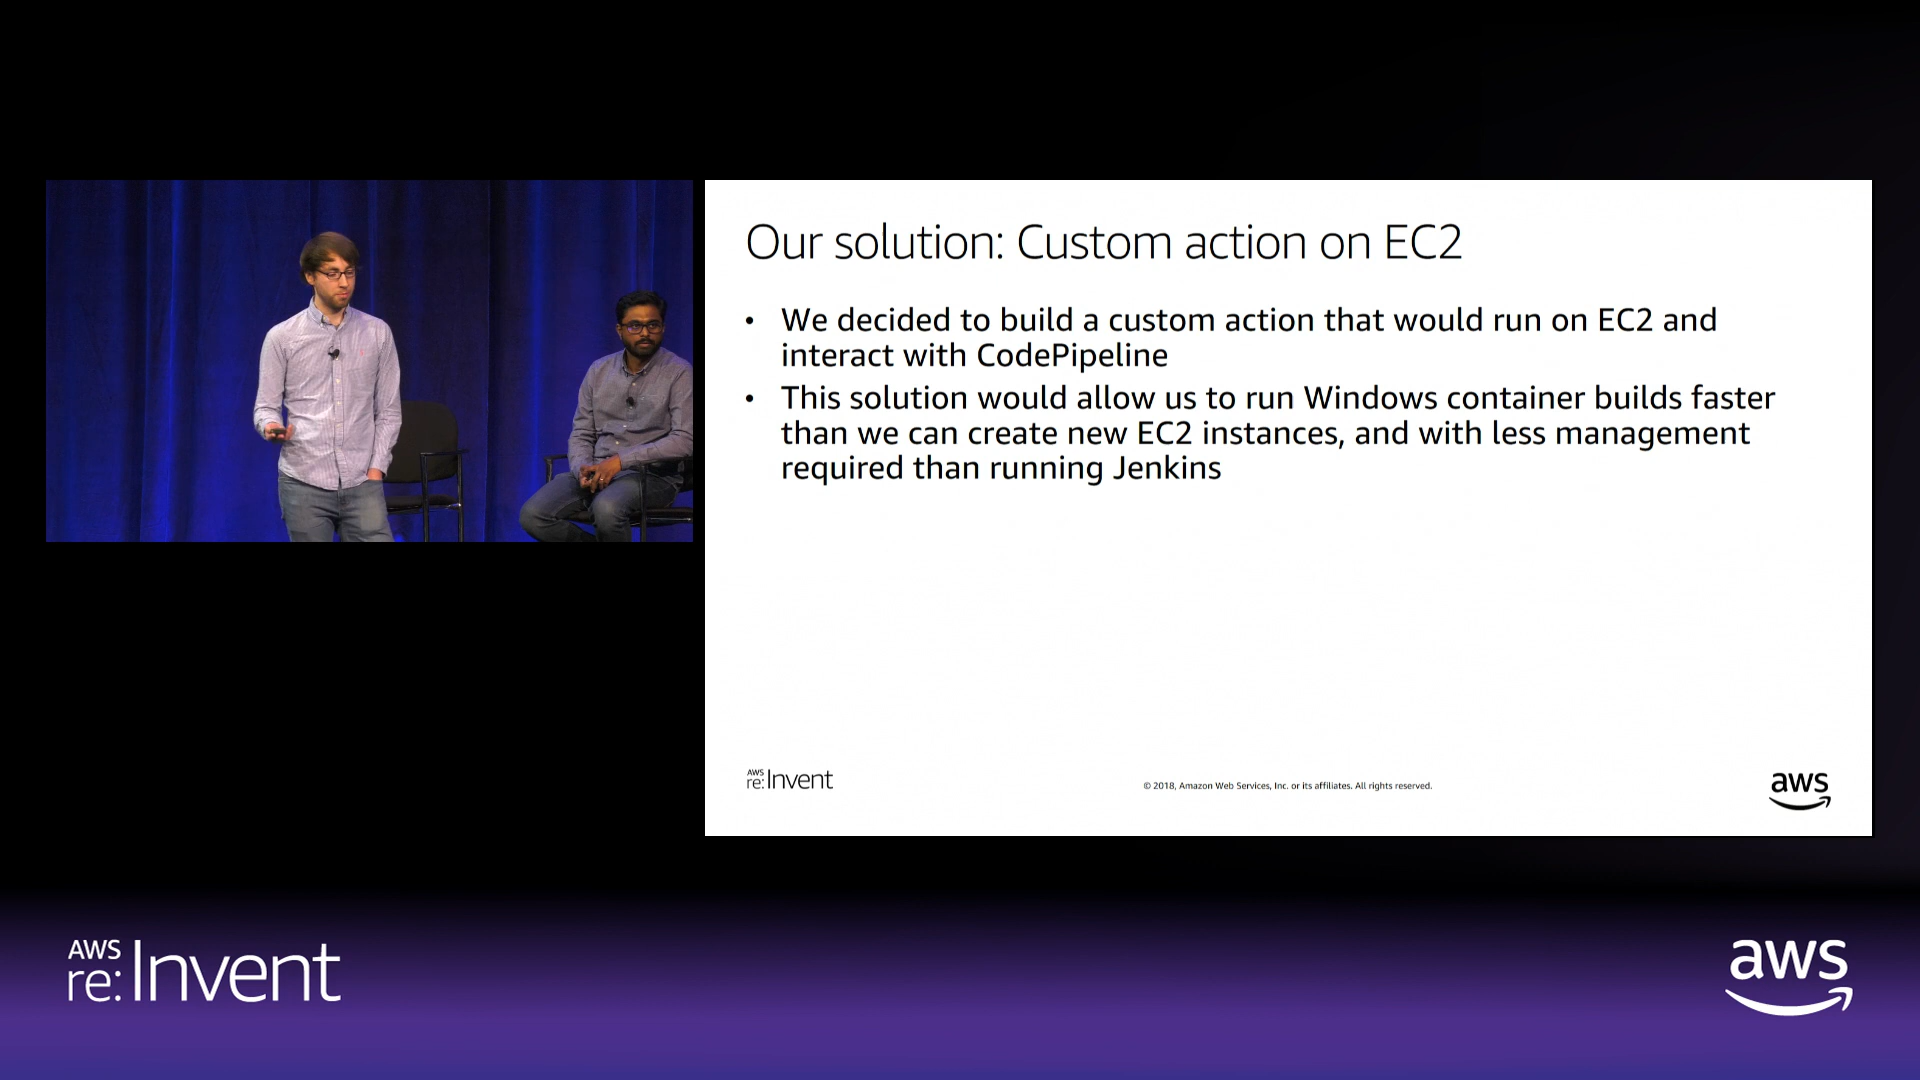 Our solution: Custom action on EC2
• We decided to build a custom action that would run on EC2 and
interact with CodePipeline
• This solution would allow us to run Windows container builds faster
than we can create new EC2 instances, and with less management
required than running Jenkins
AWS
re:Invent
© 2018, Amazon Web Services, Inc. or its affiliates. All rights reserved.
aws
AWS
re:Invent
aws